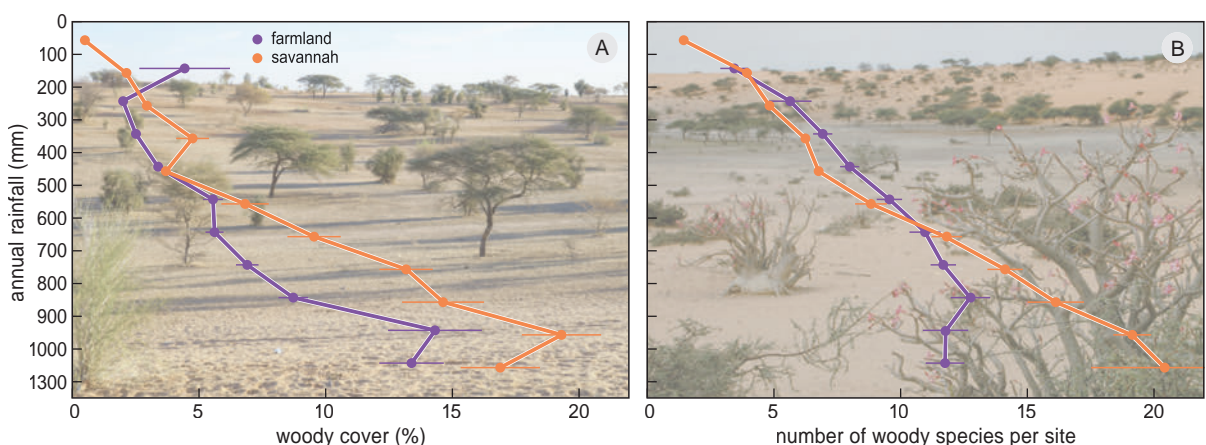 0
100
200
300
400
500
600
700
800
900
1000
1300
annual rainfall (mm)
farmland
savannah
A
0 5 10 15 20
woody cover (%)
B
0 5 10 15 20
number of woody species per site